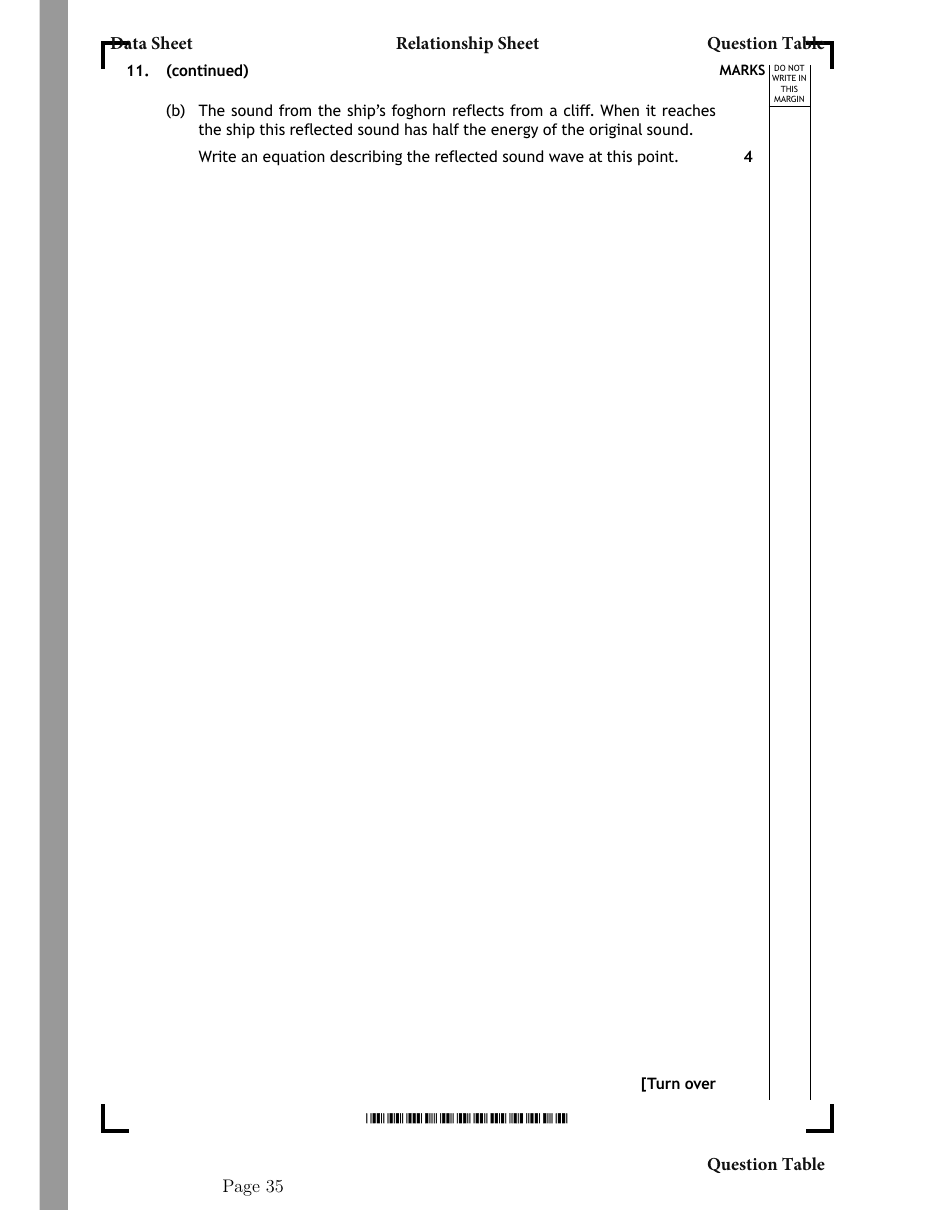 Data Sheet Relationship Sheet Question Table
11. (continued) MARKS DO NOT
WRITE IN
THIS
MARGIN
(b) The sound from the ship’s foghorn reflects from a cliff. When it reaches
the ship this reflected sound has half the energy of the original sound.
Write an equation describing the reflected sound wave at this point. 4
[Turn over
Question Table
Page 35